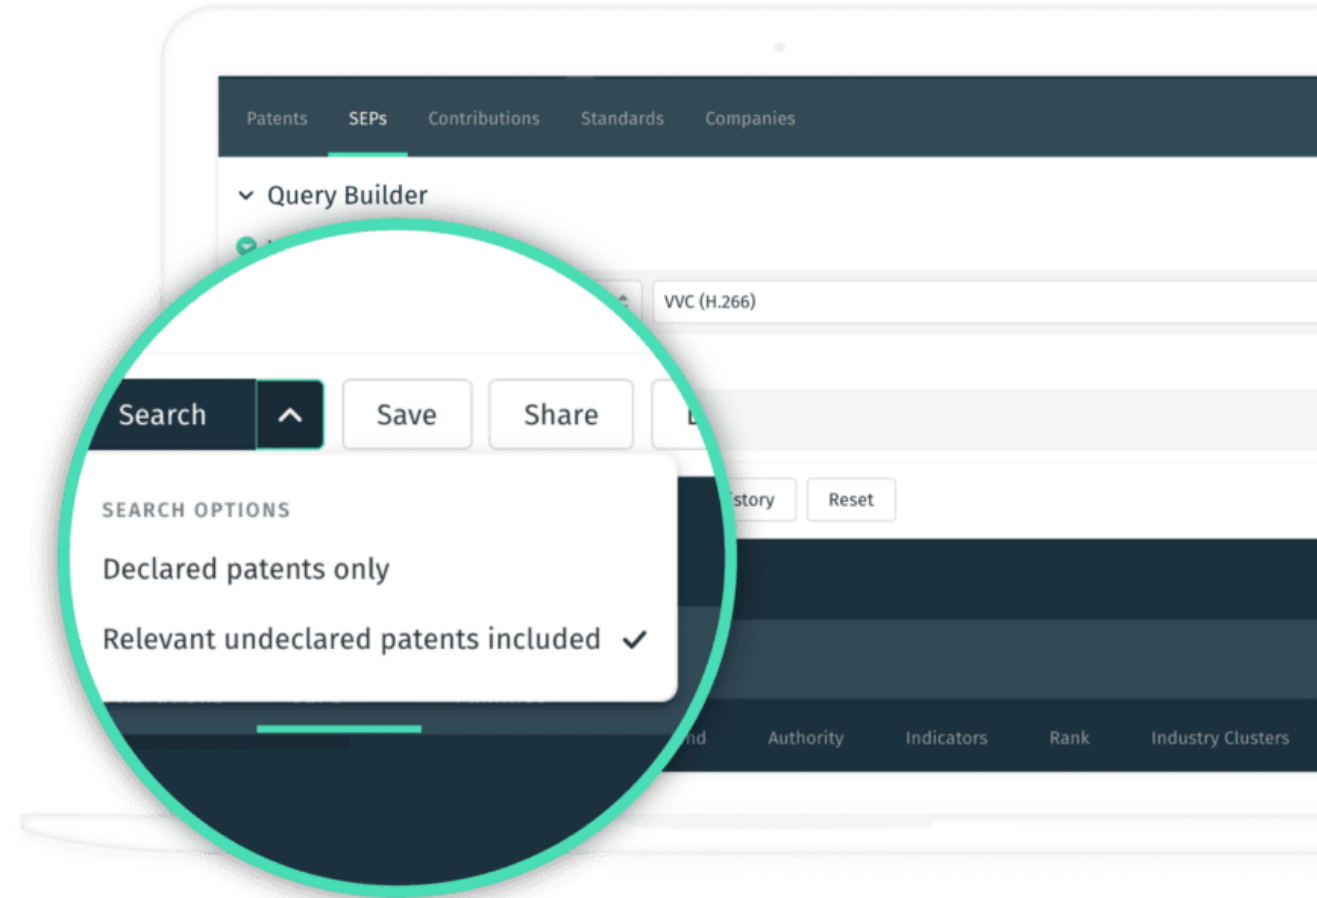 Patents SEPs Contributions Standards Companies
Query Builder
VVC (H.266)
Search Save Share
SEARCH OPTIONS
Declared patents only
Relevant undeclared patents included
Reset
Authority Indicators Rank Industry Clusters